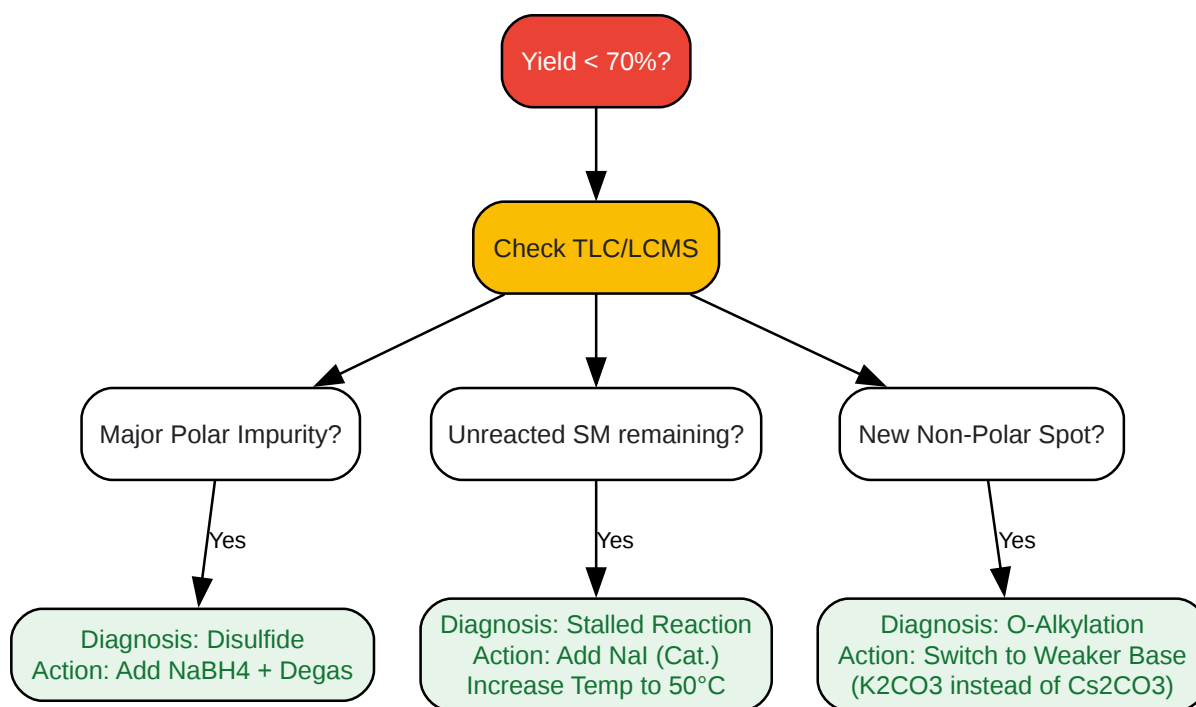 Yield < 70%?
Check TLC/LCMS
Major Polar Impurity?
Unreacted SM remaining?
New Non-Polar Spot?
Yes
Yes
Yes
Diagnosis: Disulfide
Action: Add NaBH4 + Degas
Diagnosis: Stalled Reaction
Action: Add NaI (Cat.)
Increase Temp to 50°C
Diagnosis: O-Alkylation
Action: Switch to Weaker Base
(K2CO3 instead of Cs2CO3)